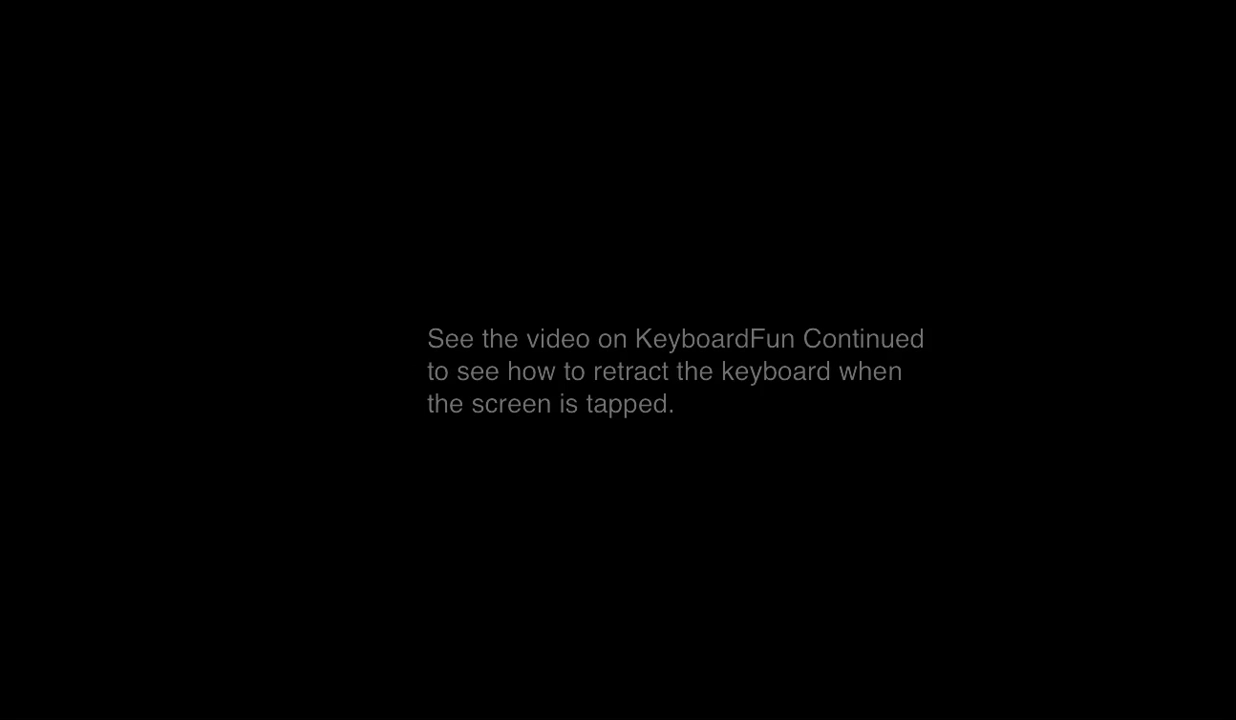 See the video on KeyboardFun Continued
to see how to retract the keyboard when
the screen is tapped.